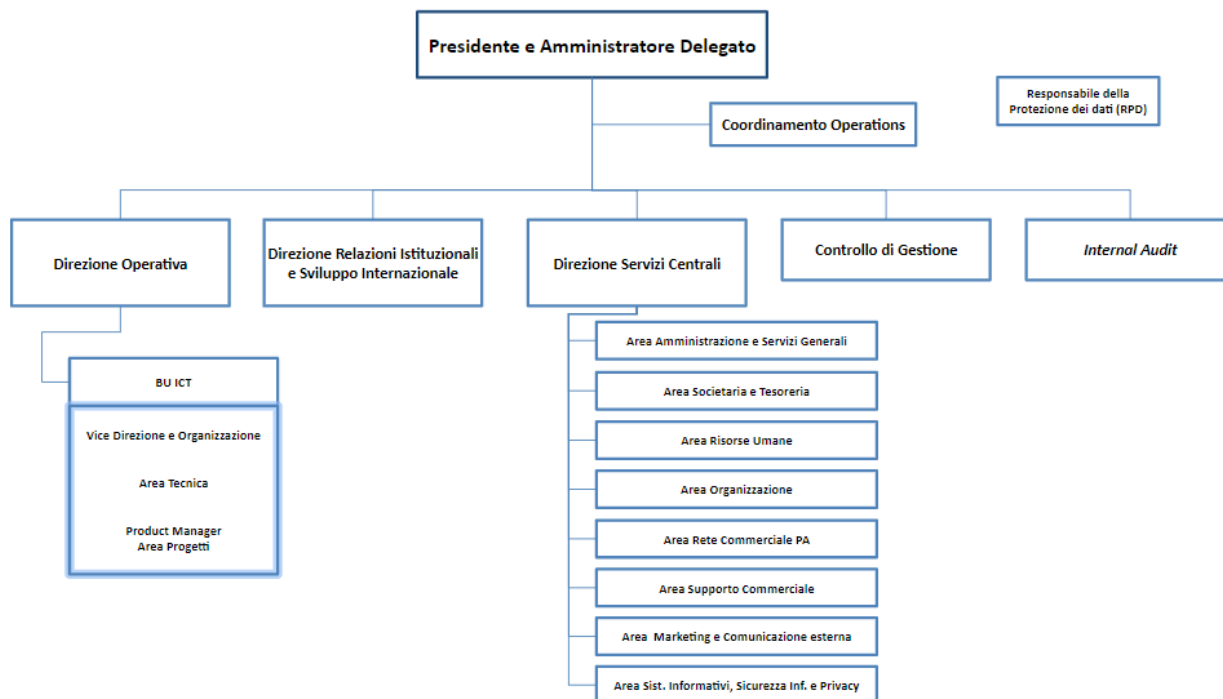 Presidente e Amministratore Delegato
Responsabile della
Protezione dei dati (RPD)
Coordinamento Operations
Direzione Operativa
Direzione Relazioni Istituzionali
e Sviluppo Internazionale
Direzione Servizi Centrali
Controllo di Gestione
Internal Audit
BU ICT
Vice Direzione e Organizzazione
Area Tecnica
Product Manager
Area Progetti
Area Amministrazione e Servizi Generali
Area Societaria e Tesoreria
Area Risorse Umane
Area Organizzazione
Area Rete Commerciale PA
Area Supporto Commerciale
Area Marketing e Comunicazione esterna
Area Sist. Informativi, Sicurezza Inf. e Privacy